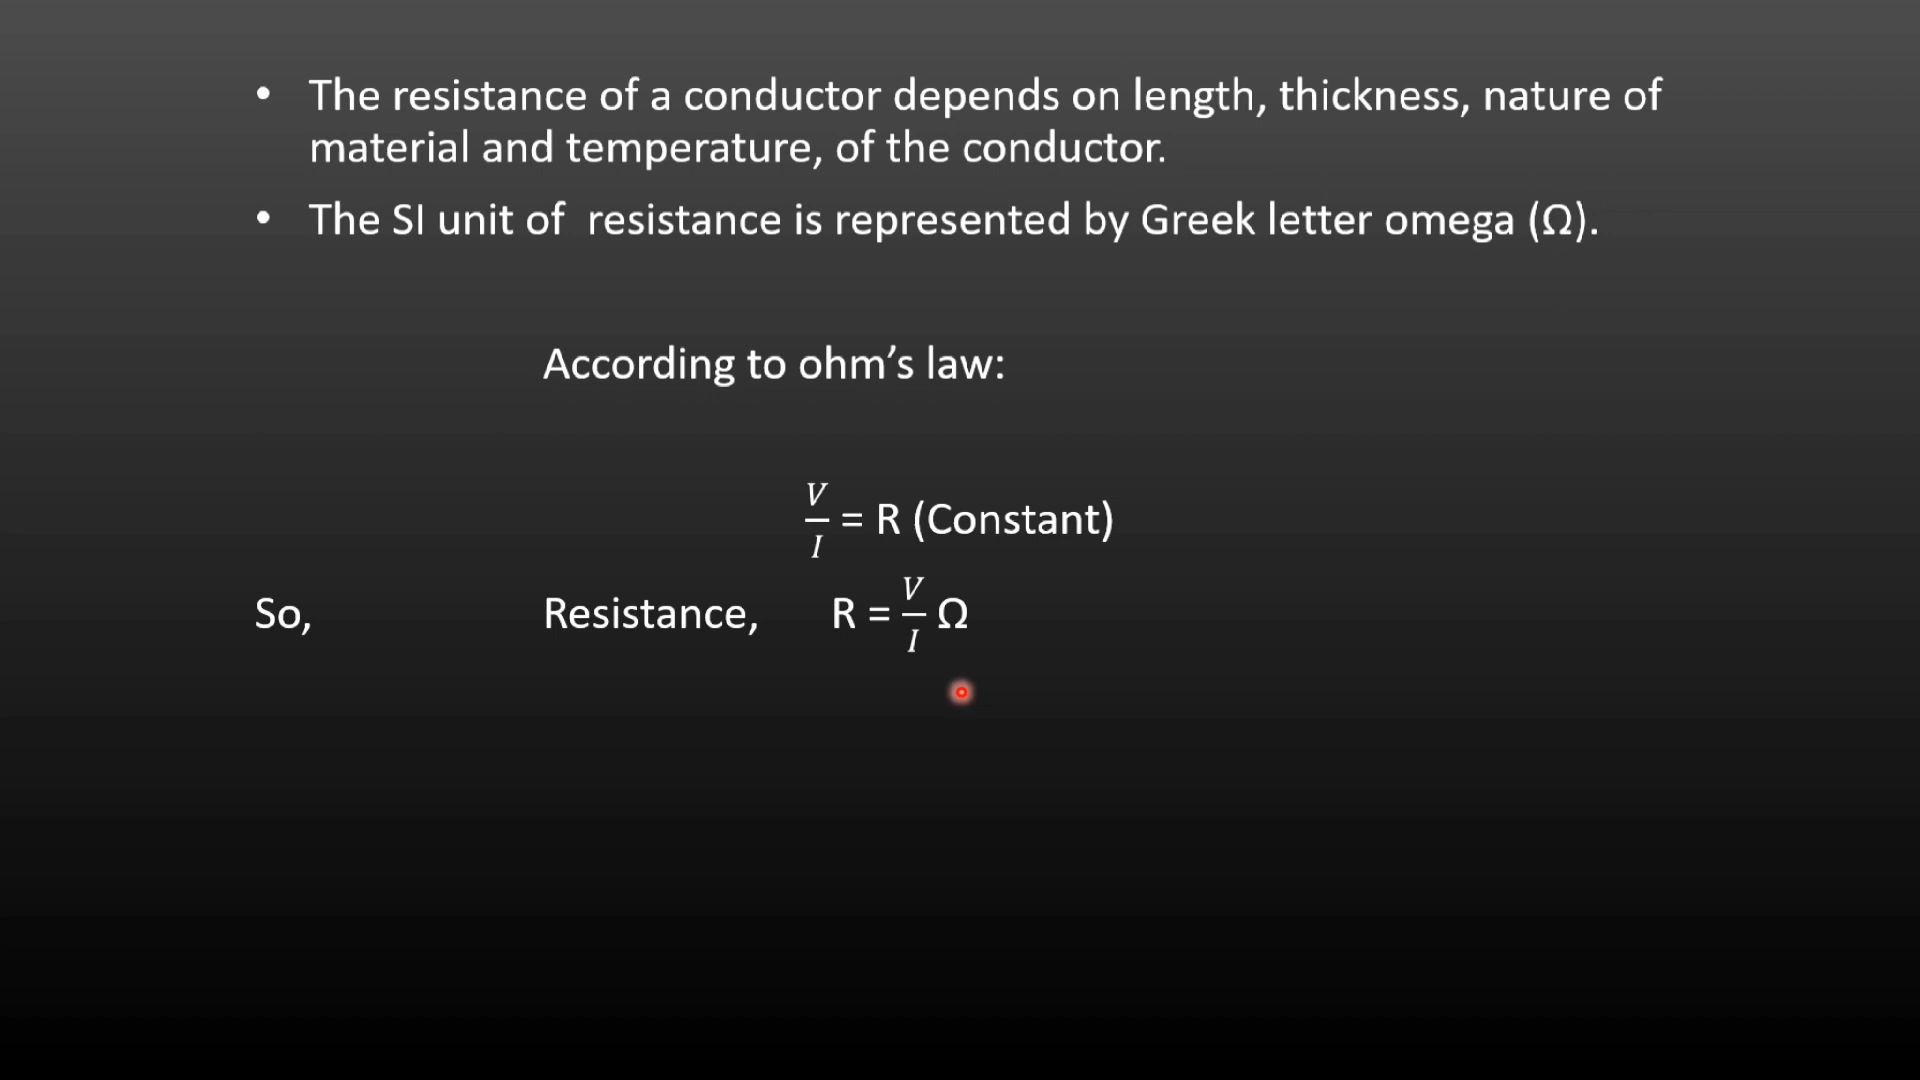 • The resistance of a conductor depends on length, thickness, nature of
material and temperature, of the conductor.
• The SI unit of  resistance is represented by Greek letter omega (Ω).
According to ohm’s law:
V/I = R (Constant)
So, Resistance, R = V/I Ω